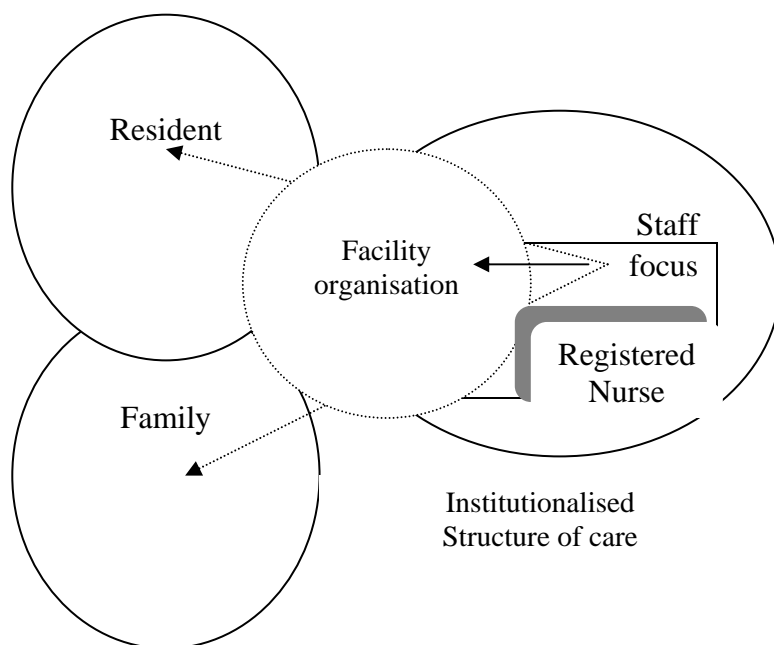 Resident
Staff
focus
Facility
organisation
Registered
Nurse
Family
Institutionalised
Structure of care